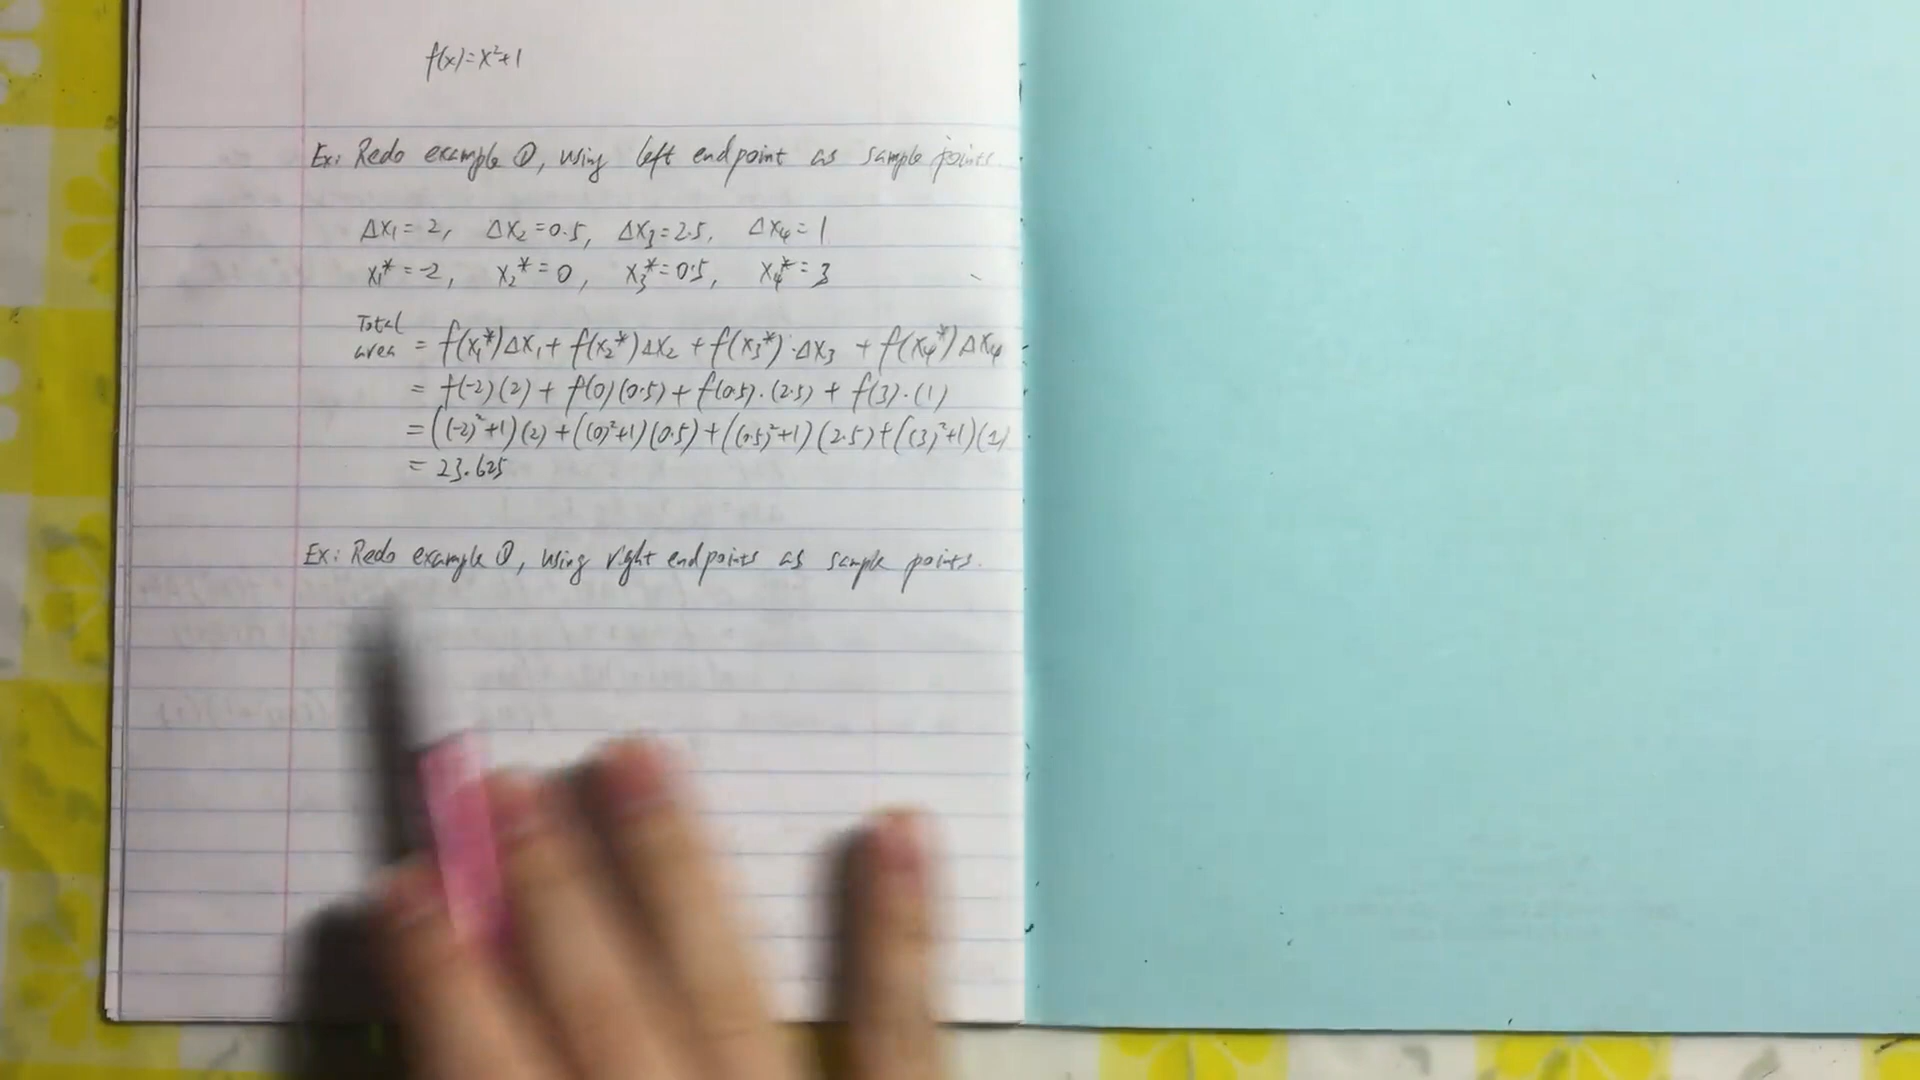 f(x)=x²+1
Ex: Redo example ①, using left endpoint as sample points.
Δx₁=2, Δx₂=0.5, Δx₃=2.5, Δx₄=1
x₁*=-2, x₂*=0, x₃*=0.5, x₄*=3
Total area = f(x₁*)Δx₁+f(x₂*)Δx₂+f(x₃*)·Δx₃+f(x₄*)Δx₄
= f(-2)(2)+f(0)(0.5)+f(0.5)·(2.5)+f(3)·(1)
=((-2)²+1)(2)+((0)²+1)(0.5)+((0.5)²+1)(2.5)+((3)²+1)(1)
= 23.625
Ex: Redo example ①, using right endpoints as sample points.